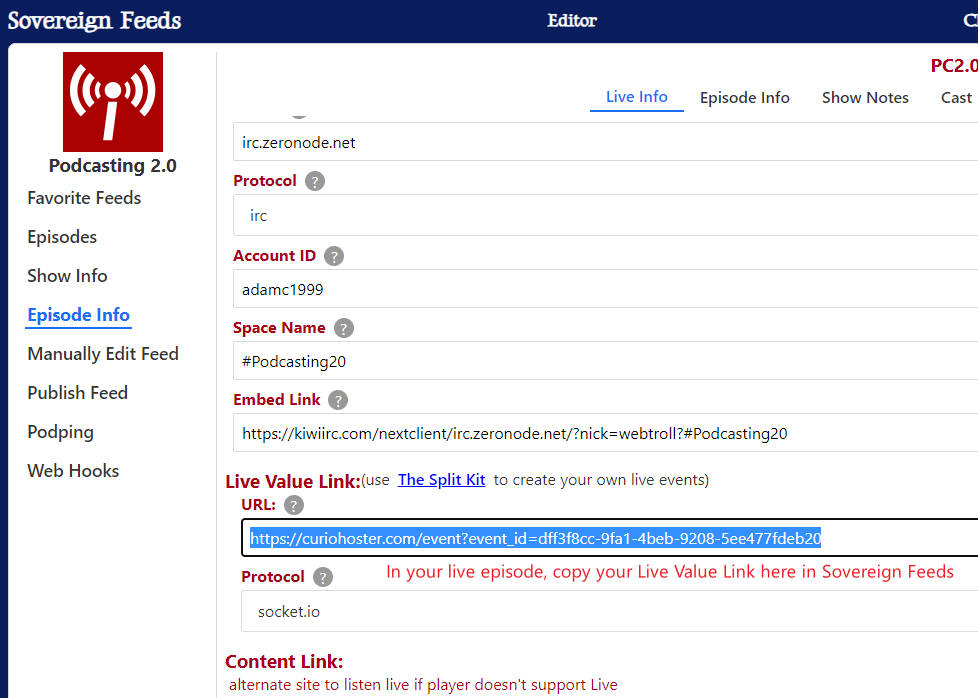 Sovereign Feeds
Editor
Podcasting 2.0
Favorite Feeds
Episodes
Show Info
Episode Info
Manually Edit Feed
Publish Feed
Podping
Web Hooks
PC2.0
Live Info Episode Info Show Notes Cast
irc.zeronode.net
Protocol ?
irc
Account ID ?
adamc1999
Space Name ?
#Podcasting20
Embed Link ?
https://kiwiirc.com/nextclient/irc.zeronode.net/?nick=webtroll?#Podcasting20
Live Value Link:(use The Split Kit to create your own live events)
URL: ?
https://curiohoster.com/event?event_id=dff3f8cc-9fa1-4beb-9208-5ee477fdeb20
Protocol ?
In your live episode, copy your Live Value Link here in Sovereign Feeds
socket.io
Content Link:
alternate site to listen live if player doesn't support Live